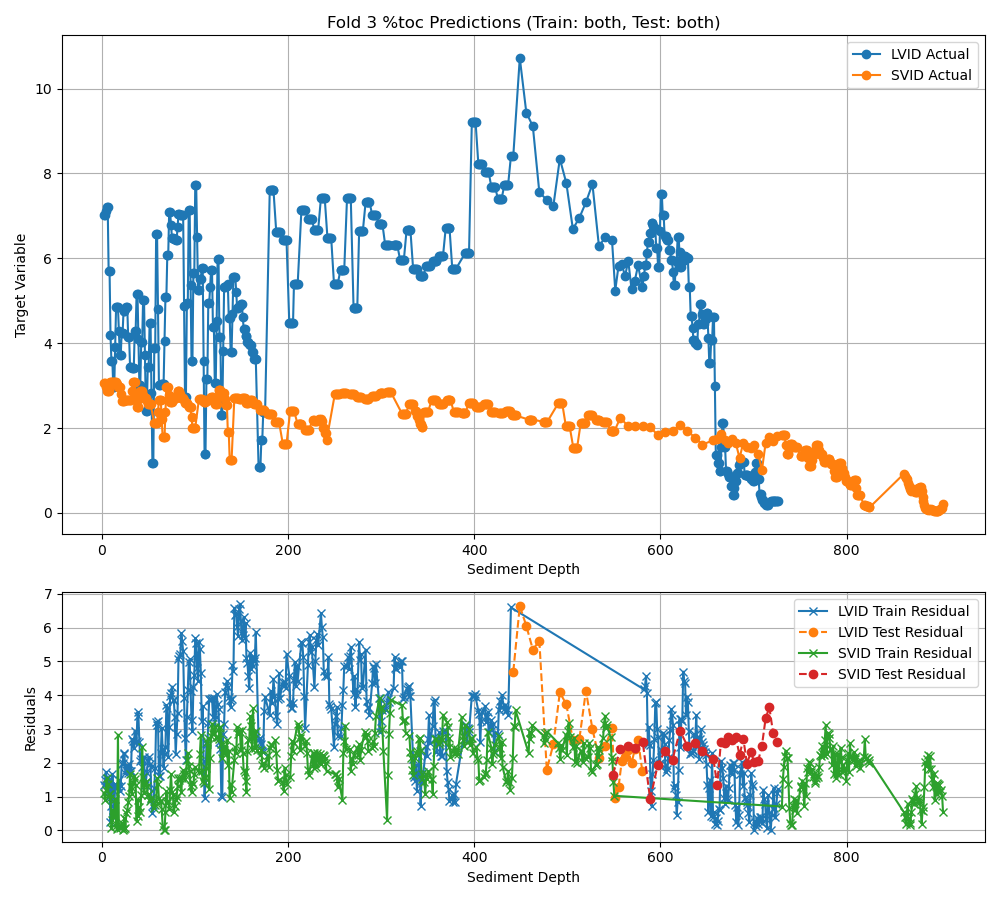 Fold 3 %toc Predictions (Train: both, Test: both)
LVID Actual
SVID Actual
Target Variable
10
8
6
4
2
0
0 200 400 600 800
Sediment Depth
LVID Train Residual
LVID Test Residual
SVID Train Residual
SVID Test Residual
Residuals
7
6
5
4
3
2
1
0
0 200 400 600 800
Sediment Depth